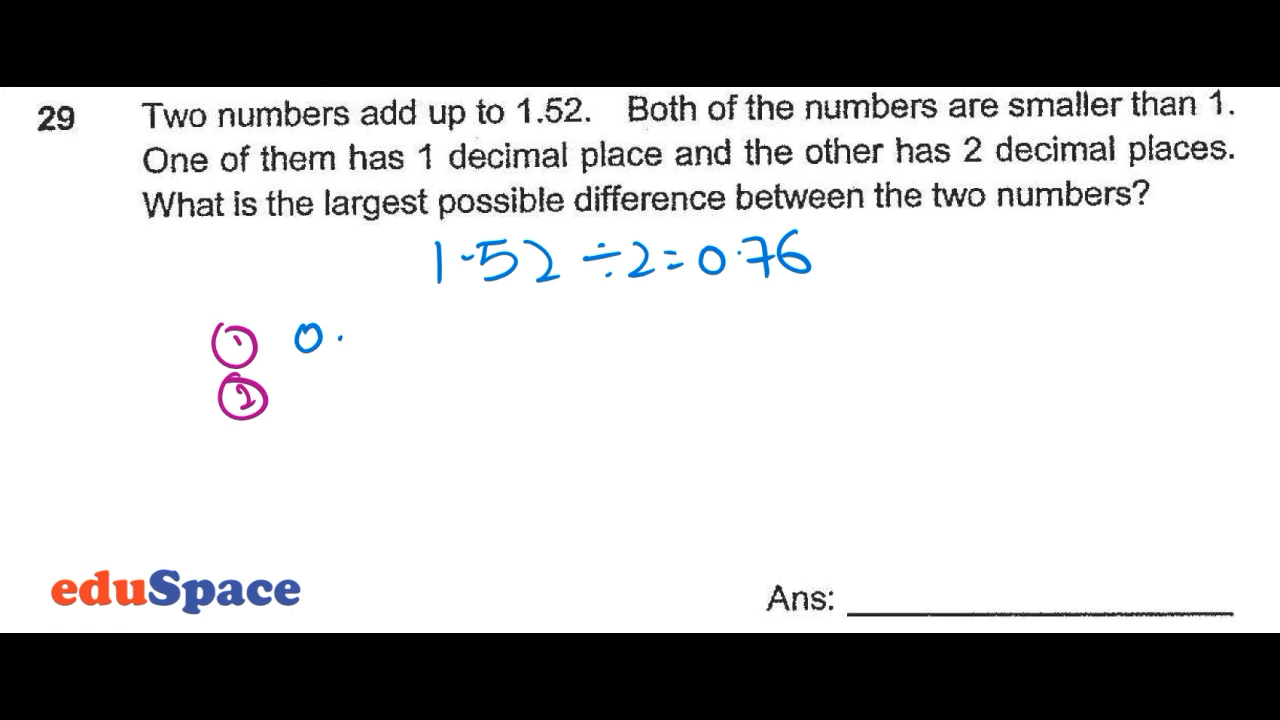 29 Two numbers add up to 1.52. Both of the numbers are smaller than 1.
One of them has 1 decimal place and the other has 2 decimal places.
What is the largest possible difference between the two numbers?
1.52 ÷ 2 = 0.76
① 0.
②
eduSpace
Ans: